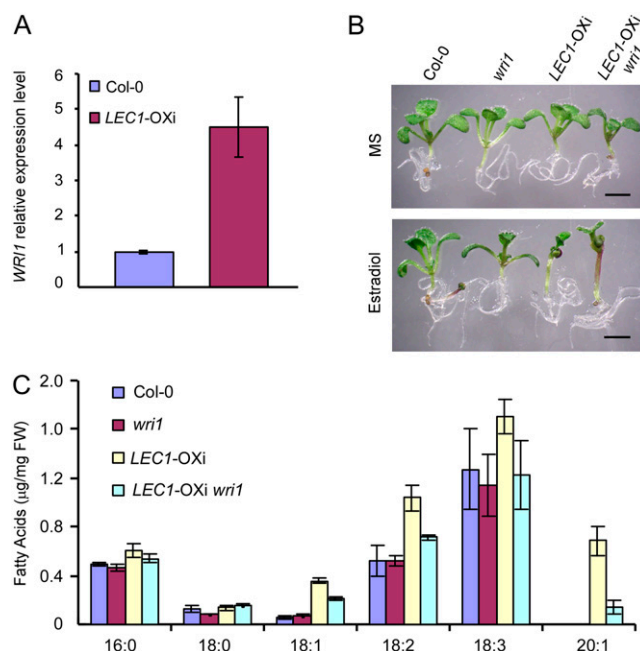 A
WRI1 relative expression level
6
5
4
3
2
1
0
Col-0
LEC1-OXi
B
Col-0
wri1
LEC1-OXi
LEC1-OXi
wri1
MS
Estradiol
C
Fatty Acids (µg/mg FW)
2.0
1.0
1.2
0.8
0.4
0
Col-0
wri1
LEC1-OXi
LEC1-OXi wri1
16:0
18:0
18:1
18:2
18:3
20:1